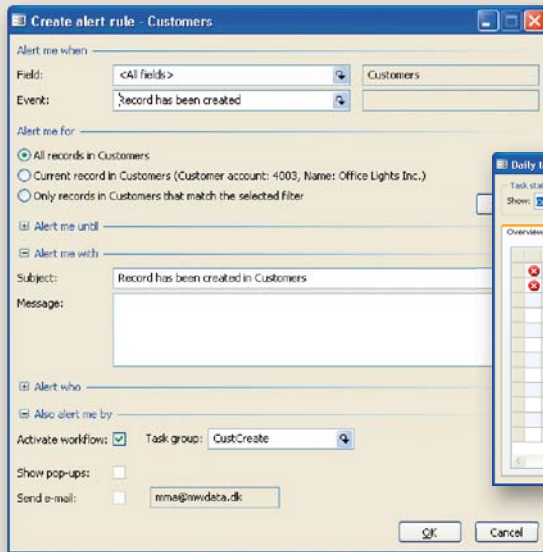 Create alert rule - Customers
Alert me when
Field: <All fields> Customers
Event: Record has been created
Alert me for
All records in Customers
Current record in Customers (Customer account: 4003, Name: Office Lights Inc.)
Only records in Customers that match the selected filter
Alert me until
Alert me with
Subject: Record has been created in Customers
Message:
Alert who
Also alert me by
Activate workflow: Task group: CustCreate
Show pop-ups:
Send e-mail: mma@mwdata.dk
OK Cancel
Daily
Task
Show:
Overview